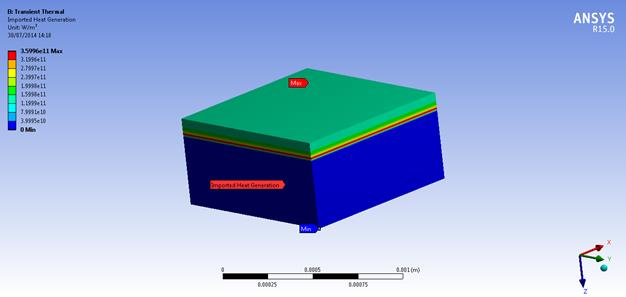 B: Transient Thermal
Imported Heat Generation
Unit: W/m³
30/07/2014 14:18
3.5996e11 Max
3.1996e11
2.7997e11
2.3997e11
1.9998e11
1.5998e11
1.1999e11
7.9991e10
3.9995e10
0 Min
ANSYS
R15.0
Max
Imported Heat Generation
Min
0
0.0005
0.001 (m)
0.00025
0.00075
X
Y
Z